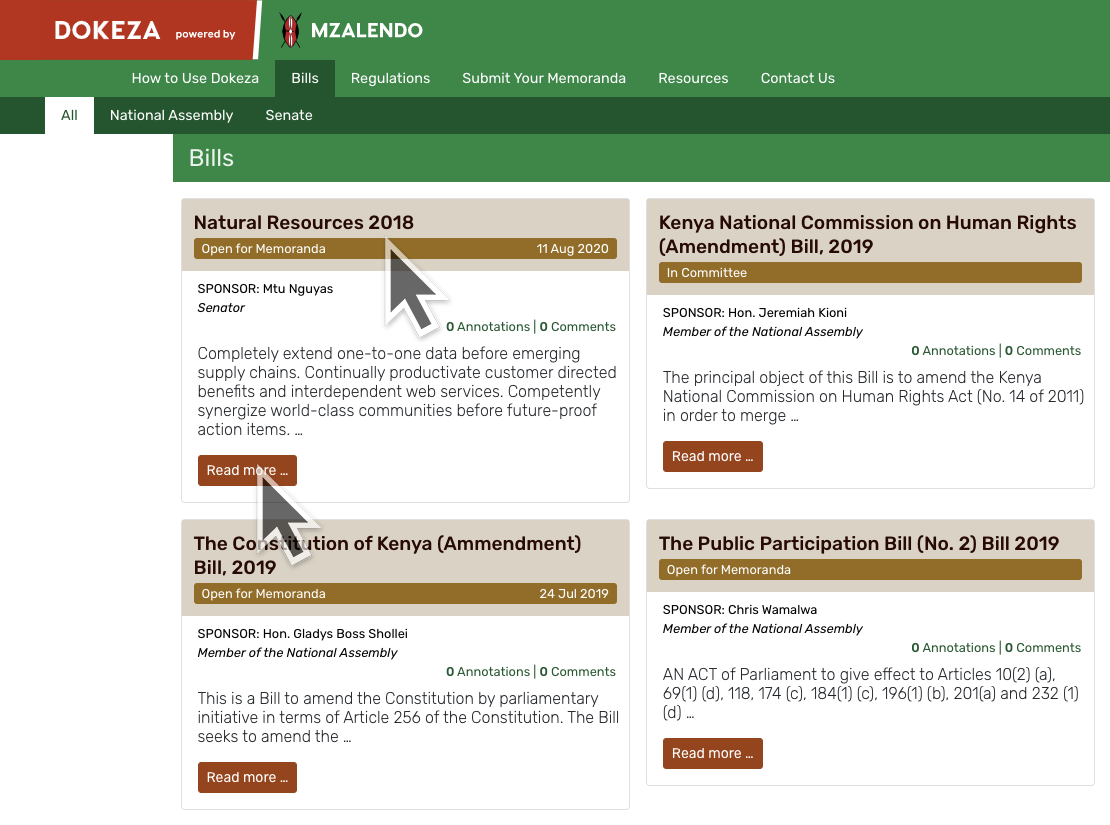 DOKEZA powered by MZALENDO
How to Use Dokeza Bills Regulations Submit Your Memoranda Resources Contact Us
All National Assembly Senate
Bills
Natural Resources 2018
Open for Memoranda 11 Aug 2020
SPONSOR: Mtu Nguyas
Senator
0 Annotations | 0 Comments
Completely extend one-to-one data before emerging
supply chains. Continually productivate customer directed
benefits and interdependent web services. Competently
synergize world-class communities before future-proof
action items. …
Read more …
Kenya National Commission on Human Rights
(Amendment) Bill, 2019
In Committee
SPONSOR: Hon. Jeremiah Kioni
Member of the National Assembly
0 Annotations | 0 Comments
The principal object of this Bill is to amend the Kenya
National Commission on Human Rights Act (No. 14 of 2011)
in order to merge …
Read more …
The Constitution of Kenya (Ammendment)
Bill, 2019
Open for Memoranda 24 Jul 2019
SPONSOR: Hon. Gladys Boss Shollei
Member of the National Assembly
0 Annotations | 0 Comments
This is a Bill to amend the Constitution by parliamentary
initiative in terms of Article 256 of the Constitution. The Bill
seeks to amend the …
Read more …
The Public Participation Bill (No. 2) Bill 2019
Open for Memoranda
SPONSOR: Chris Wamalwa
Member of the National Assembly
0 Annotations | 0 Comments
AN ACT of Parliament to give effect to Articles 10(2) (a),
69(1) (d), 118, 174 (c), 184(1) (c), 196(1) (b), 201(a) and 232 (1)
(d) …
Read more …